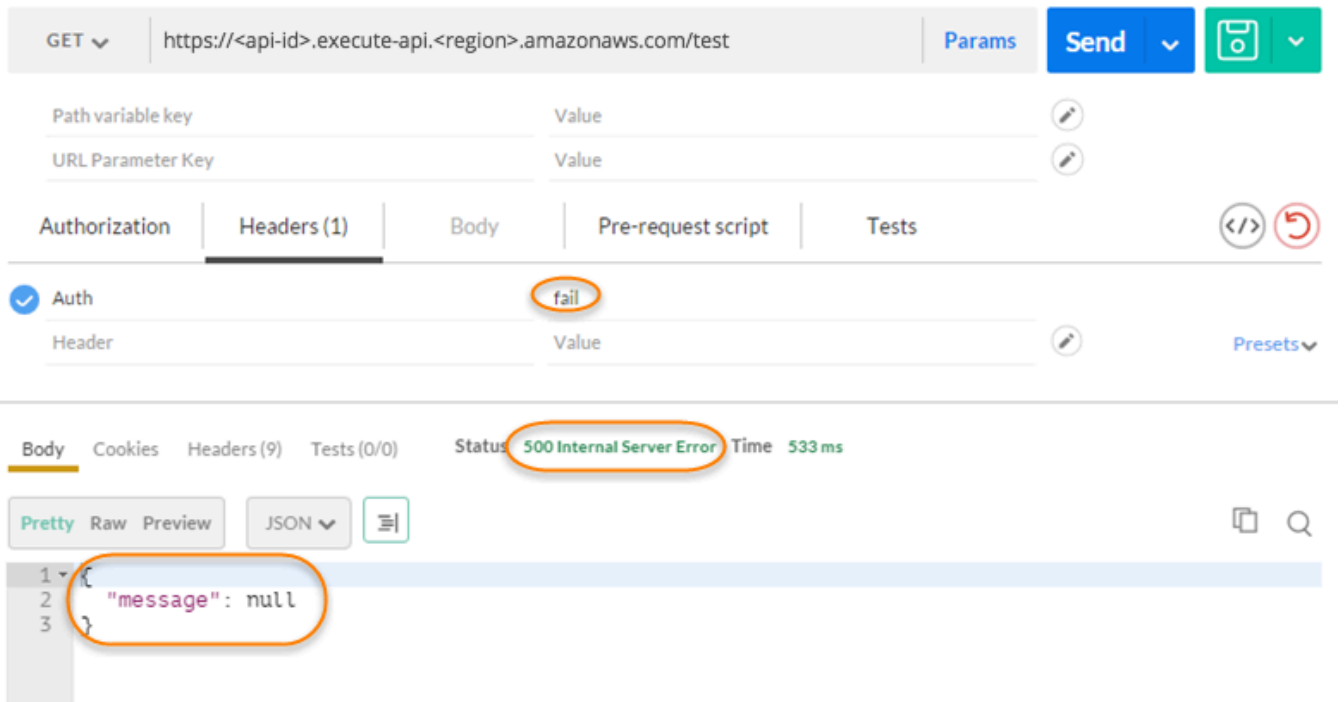 GET https://<api-id>.execute-api.<region>.amazonaws.com/test Params Send
Path variable key Value
URL Parameter Key Value
Authorization Headers (1) Body Pre-request script Tests </>
Auth fail
Header Value Presets
Body Cookies Headers (9) Tests (0/0) Status 500 Internal Server Error Time 533 ms
Pretty Raw Preview JSON
1 {
2 "message": null
3 }